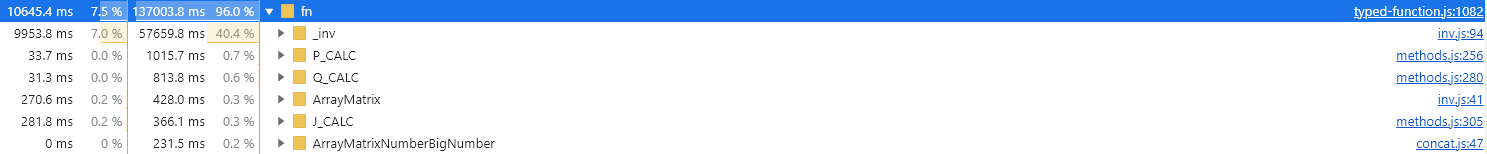 10645.4 ms 7.5 % 137003.8 ms 96.0 % fn typed-function.js:1082
9953.8 ms 7.0 % 57659.8 ms 40.4 % _inv inv.js:94
33.7 ms 0.0 % 1015.7 ms 0.7 % P_CALC methods.js:256
31.3 ms 0.0 % 813.8 ms 0.6 % Q_CALC methods.js:280
270.6 ms 0.2 % 428.0 ms 0.3 % ArrayMatrix inv.js:41
281.8 ms 0.2 % 366.1 ms 0.3 % J_CALC methods.js:305
0 ms 0 % 231.5 ms 0.2 % ArrayMatrixNumberBigNumber concat.js:47